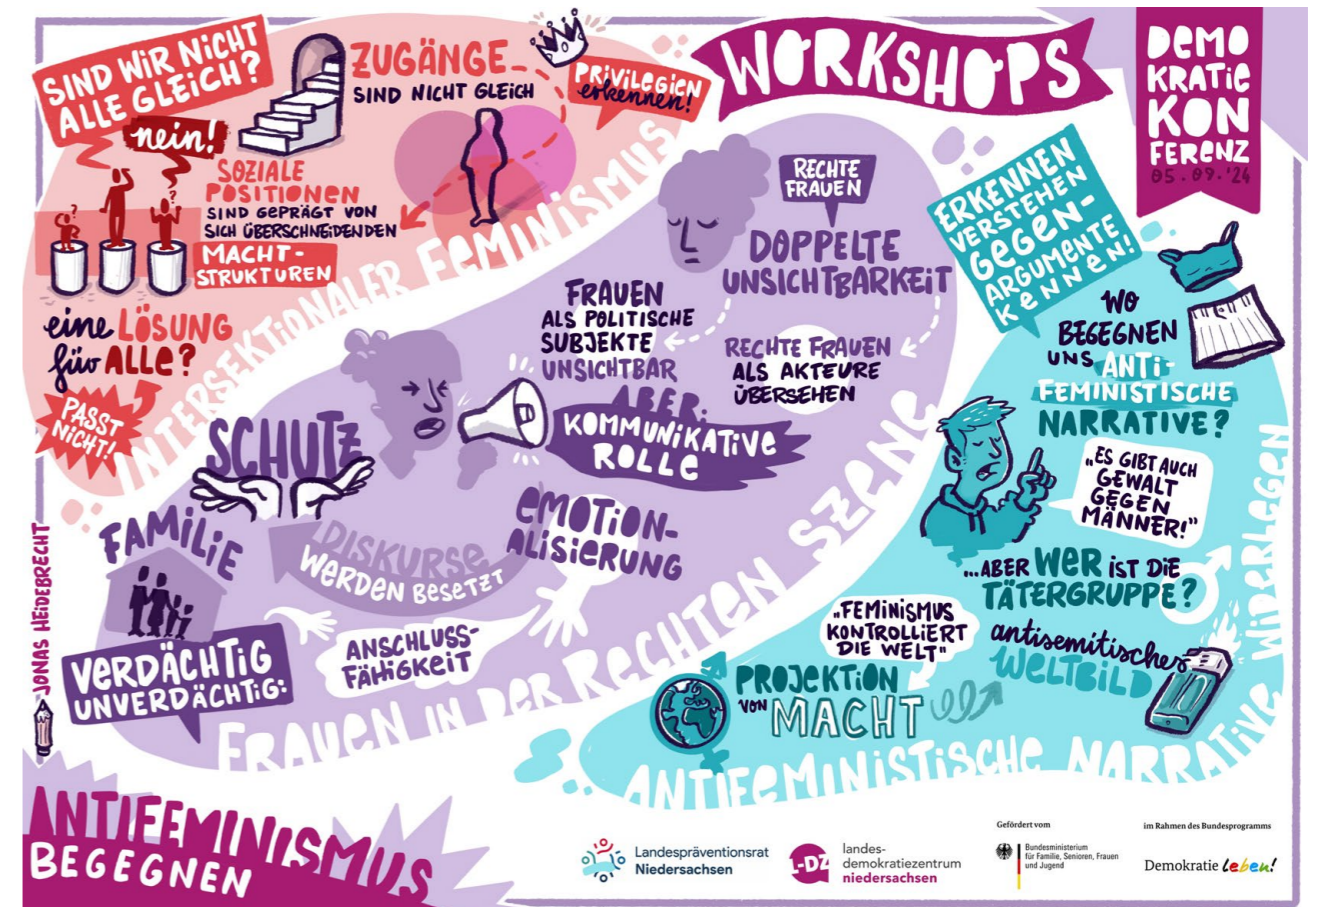 WORKSHOPS
DEMO
KRATIE
KON
FERENZ
05.09.'24
SIND WIR NICHT
ALLE GLEICH?
nein!
ZUGÄNGE
SIND NICHT GLEICH
PRIVILEGIEN
erkennen!
SOZIALE
POSITIONEN
SIND GEPRÄGT VON
SICH ÜBERSCHNEIDENDEN
MACHT-
STRUKTUREN
eine LÖSUNG
für ALLE?
PASST
NICHT!
INTERSEKTIONALER FEMINISMUS
RECHTE
FRAUEN
DOPPELTE
UNSICHTBARKEIT
FRAUEN
ALS POLITISCHE
SUBJEKTE
UNSICHTBAR
RECHTE FRAUEN
ALS AKTEURE
ÜBERSEHEN
ABER:
KOMMUNIKATIVE
ROLLE
SCHUTZ
FAMILIE
DISKURSE
WERDEN BESETZT
EMOTION-
ALISIERUNG
ANSCHLUSS-
FÄHIGKEIT
VERDÄCHTIG
UNVERDÄCHTIG:
FRAUEN IN DER RECHTEN SZENE
ERKENNEN
VERSTEHEN
GEGEN-
ARGUMENTE
KENNEN!
WO
BEGEGNEN
UNS ANTI-
FEMINISTISCHE
NARRATIVE?
„ES GIBT AUCH
GEWALT
GEGEN
MÄNNER!"
...ABER WER IST DIE
TÄTERGRUPPE?
„FEMINISMUS
KONTROLLIERT
DIE WELT"
antisemitisches
WELTBILD
PROJEKTION
VON MACHT
ANTIFEMINISTISCHE NARRATIVE WIDERLEGEN
JONAS HEIDEBRECHT
ANTIFEMINISMUS
BEGEGNEN
Landespräventionsrat
Niedersachsen
L-DZ
landes-
demokratiezentrum
niedersachsen
Gefördert vom
Bundesministerium
für Familie, Senioren, Frauen
und Jugend
im Rahmen des Bundesprogramms
Demokratie leben!